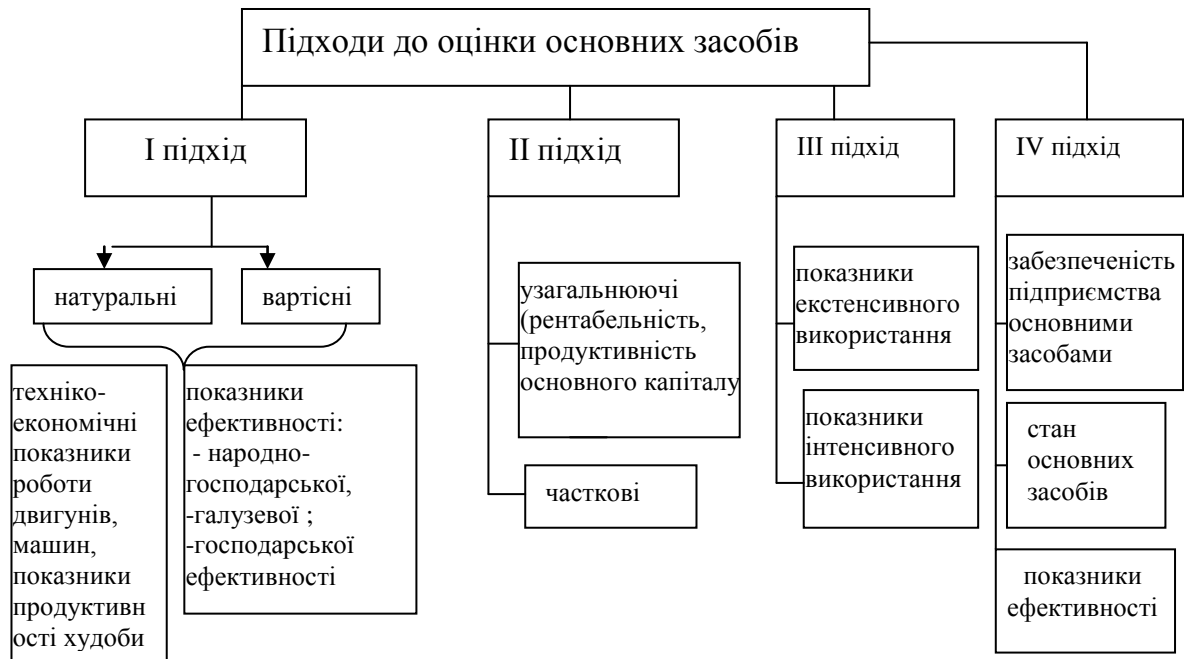 Підходи до оцінки основних засобів
I підхід
II підхід
III підхід
IV підхід
натуральні
вартісні
техніко-
економічні
показники
роботи
двигунів,
машин,
показники
продуктивн
ості худоби
показники
ефективності:
- народно-
господарської,
-галузевої ;
-господарської
ефективності
узагальнюючі
(рентабельність,
продуктивність
основного капіталу
часткові
показники
екстенсивного
використання
показники
інтенсивного
використання
забезпеченість
підприємства
основними
засобами
стан
основних
засобів
показники
ефективності